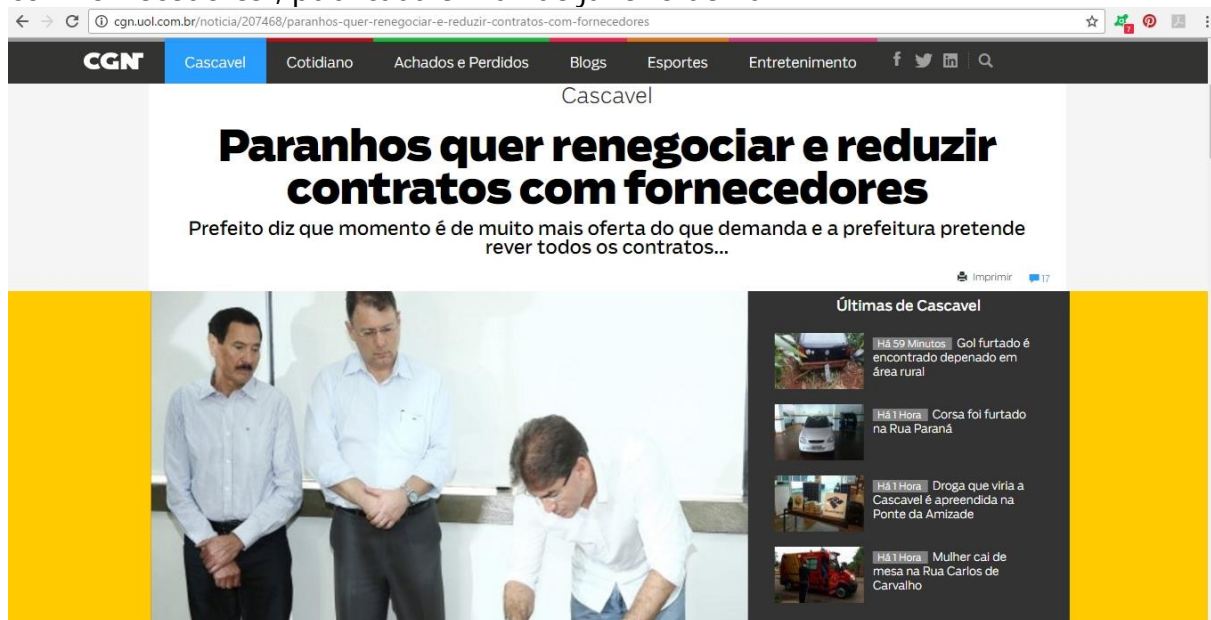 cgn.uol.com.br/noticia/207468/paranhos-quer-renegociar-e-reduzir-contratos-com-fornecedores
7
CGN
Cascavel
Cotidiano
Achados e Perdidos
Blogs
Esportes
Entretenimento
Cascavel
Paranhos quer renegociar e reduzir
contratos com fornecedores
Prefeito diz que momento é de muito mais oferta do que demanda e a prefeitura pretende
rever todos os contratos...
Imprimir
17
Últimas de Cascavel
Há 59 Minutos Gol furtado é
encontrado depenado em
área rural
Há 1 Hora Corsa foi furtado
na Rua Paraná
Há 1 Hora Droga que viria a
Cascavel é apreendida na
Ponte da Amizade
Há 1 Hora Mulher cai de
mesa na Rua Carlos de
Carvalho